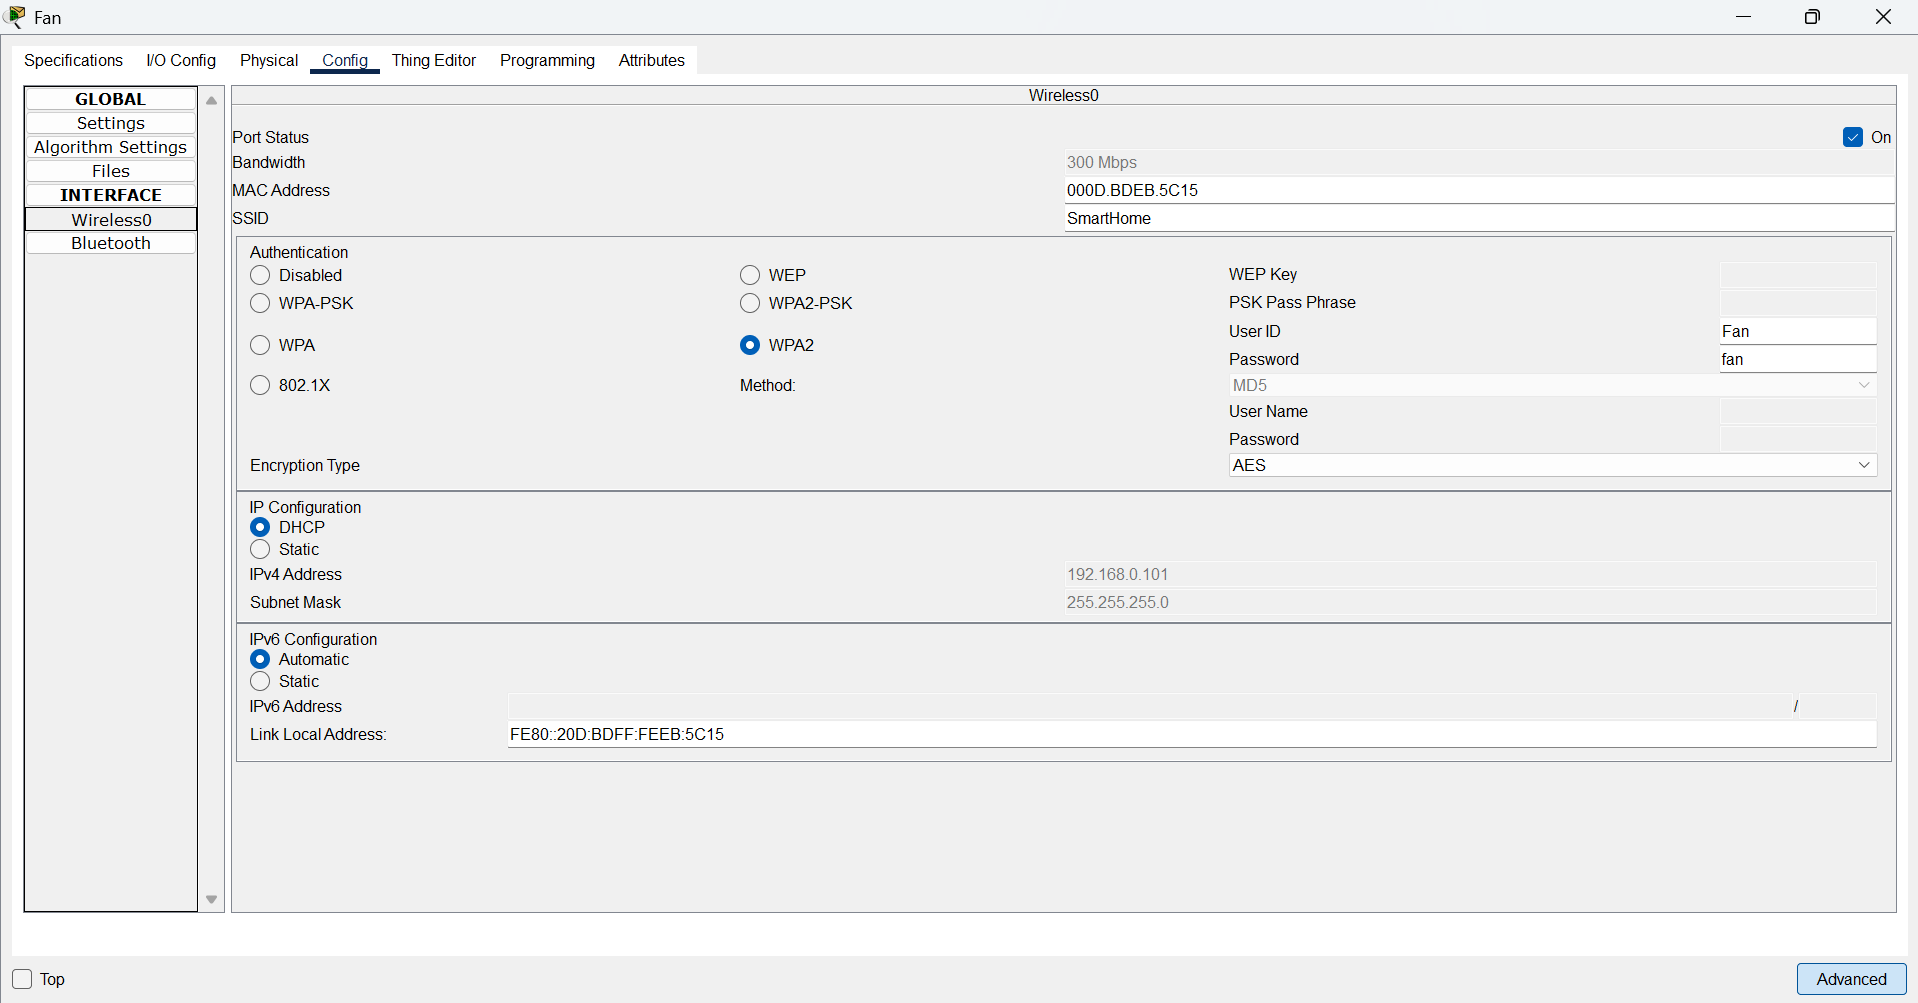 Fan
Specifications I/O Config Physical Config Thing Editor Programming Attributes
GLOBAL
Settings
Algorithm Settings
Files
INTERFACE
Wireless0
Bluetooth
Wireless0
Port Status On
Bandwidth 300 Mbps
MAC Address 000D.BDEB.5C15
SSID SmartHome
Authentication
Disabled WEP WEP Key
WPA-PSK WPA2-PSK PSK Pass Phrase
User ID Fan
WPA WPA2
Password fan
802.1X Method: MD5
User Name
Password
Encryption Type AES
IP Configuration
DHCP
Static
IPv4 Address 192.168.0.101
Subnet Mask 255.255.255.0
IPv6 Configuration
Automatic
Static
IPv6 Address /
Link Local Address: FE80::20D:BDFF:FEEB:5C15
Top Advanced